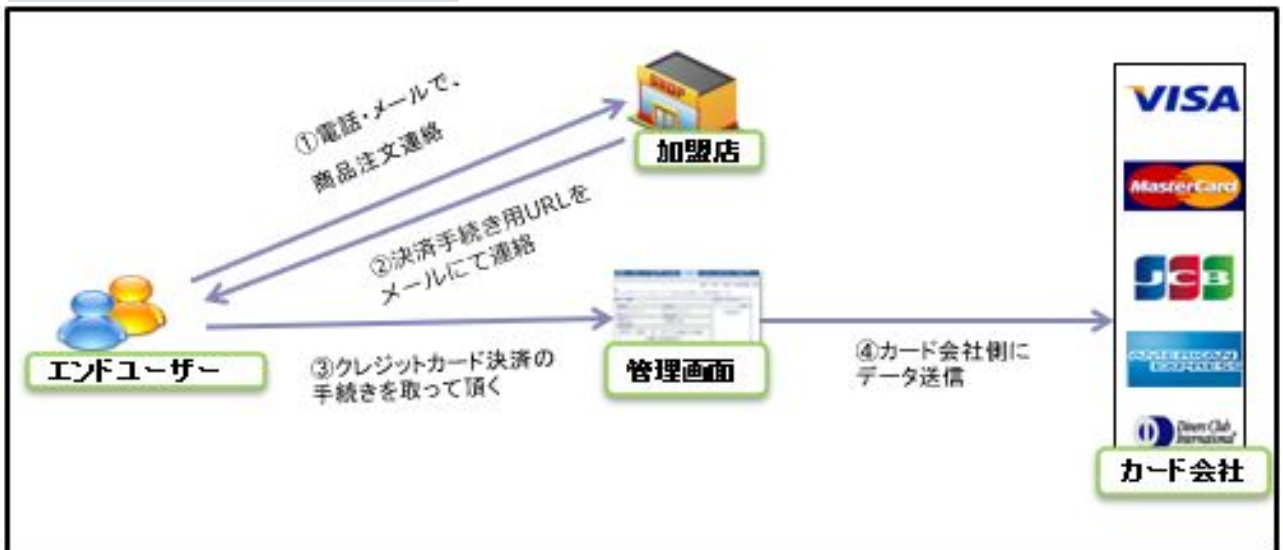 ①電話・メールで、
商品注文連絡
SHOP
加盟店
②決済手続き用URLを
メールにて連絡
エンドユーザー
③クレジットカード決済の
手続きを取って頂く
管理画面
④カード会社側に
データ送信
VISA
MasterCard
JCB
Diners Club
International
カード会社